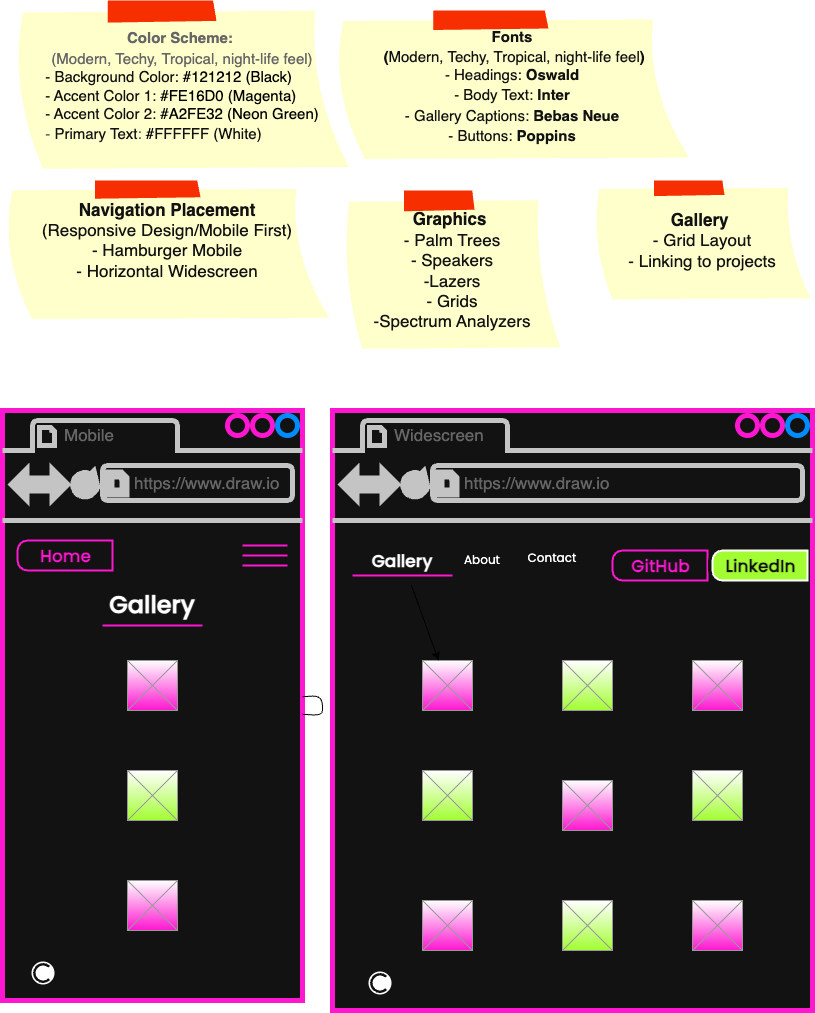 Color Scheme:
(Modern, Techy, Tropical, night-life feel)
- Background Color: #121212 (Black)
- Accent Color 1: #FE16D0 (Magenta)
- Accent Color 2: #A2FE32 (Neon Green)
- Primary Text: #FFFFFF (White)
Fonts
(Modern, Techy, Tropical, night-life feel)
- Headings: Oswald
- Body Text: Inter
- Gallery Captions: Bebas Neue
- Buttons: Poppins
Navigation Placement
(Responsive Design/Mobile First)
- Hamburger Mobile
- Horizontal Widescreen
Graphics
- Palm Trees
- Speakers
-Lazers
- Grids
-Spectrum Analyzers
Gallery
- Grid Layout
- Linking to projects
Mobile
https://www.draw.io
Home
Gallery
Widescreen
https://www.draw.io
Gallery
About
Contact
GitHub
LinkedIn